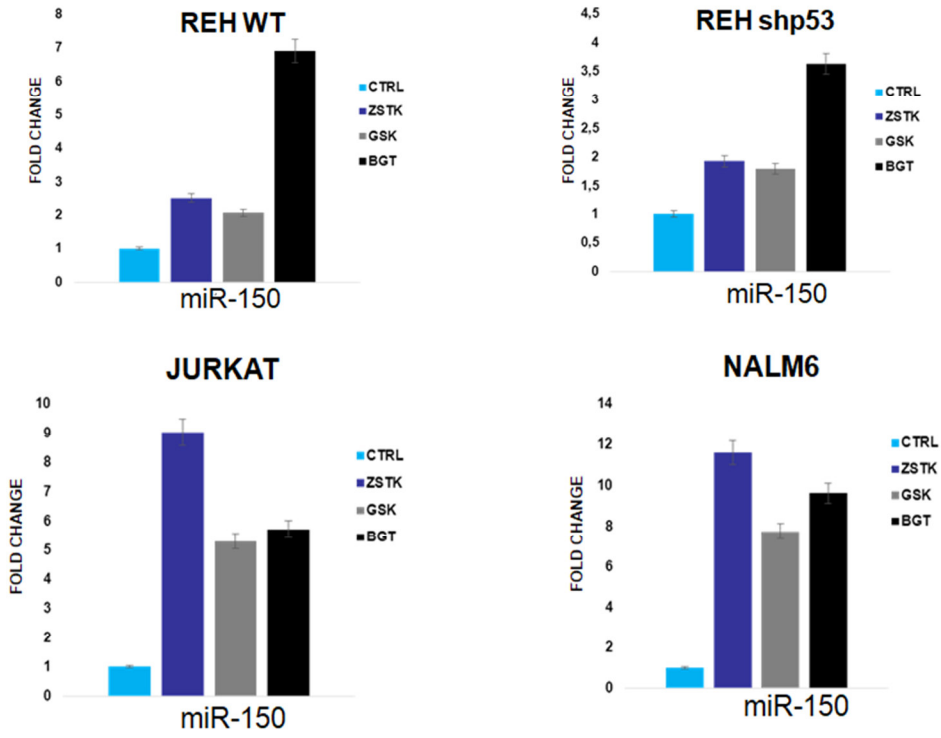 REH WT
FOLD CHANGE
8
7
6
5
4
3
2
1
0
CTRL
ZSTK
GSK
BGT
miR-150
REH shp53
FOLD CHANGE
4,5
4
3,5
3
2,5
2
1,5
1
0,5
0
CTRL
ZSTK
GSK
BGT
miR-150
JURKAT
FOLD CHANGE
10
9
8
7
6
5
4
3
2
1
0
CTRL
ZSTK
GSK
BGT
miR-150
NALM6
FOLD CHANGE
14
12
10
8
6
4
2
0
CTRL
ZSTK
GSK
BGT
miR-150